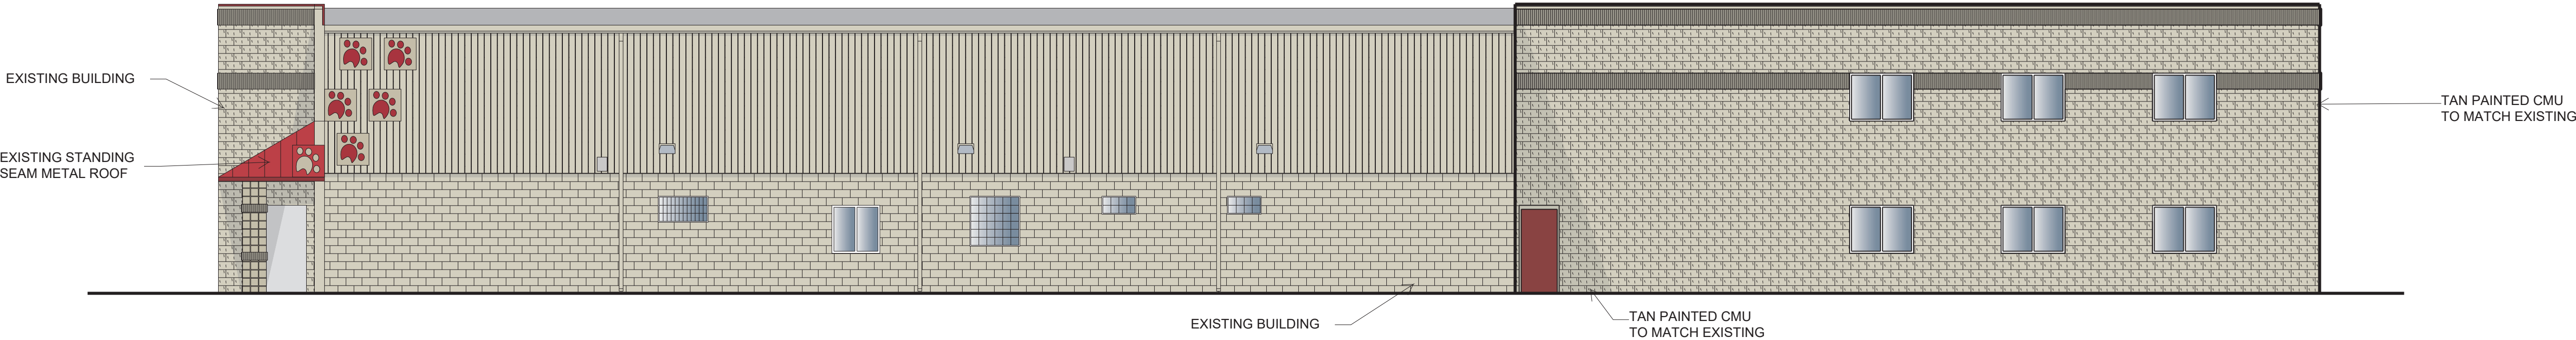 EXISTING BUILDING
EXISTING STANDING
SEAM METAL ROOF
TAN PAINTED CMU
TO MATCH EXISTING
EXISTING BUILDING
TAN PAINTED CMU
TO MATCH EXISTING